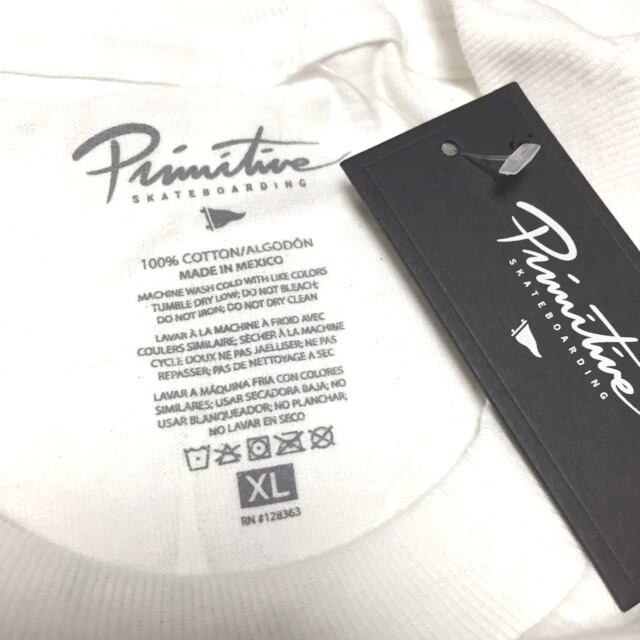 Primitive
SKATEBOARDING
100% COTTON/ALGODÓN
MADE IN MEXICO
MACHINE WASH COLD WITH LIKE COLORS
TUMBLE DRY LOW; DO NOT BLEACH;
DO NOT IRON; DO NOT DRY CLEAN
LAVAR À LA MACHINE À FROID AVEC
COULERS SIMILAIRE; SÈCHER À LA MACHINE
CYCLE DOUX NE PAS JAELLISER; NE PAS
REPASSER; PAS DE NETTOYAGE A SEC
LAVAR A MÁQUINA FRIA CON COLORES
SIMILARES; USAR SECADORA BAJA; NO
USAR BLANQUEADOR; NO PLANCHAR,
NO LAVAR EN SECO
XL
RN #128363
Primitive
SKATEBOARDING